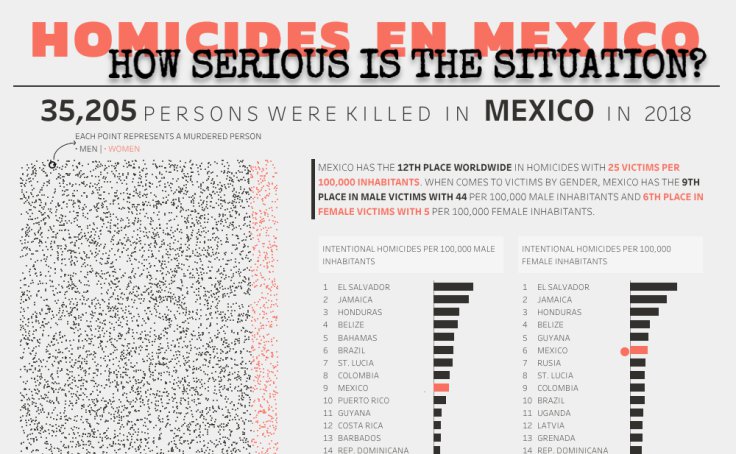 HOMICIDES EN MEXICO
HOW SERIOUS IS THE SITUATION?
35,205 PERSONS WERE KILLED IN MEXICO IN 2018
EACH POINT REPRESENTS A MURDERED PERSON
· MEN | · WOMEN
MEXICO HAS THE 12TH PLACE WORLDWIDE IN HOMICIDES WITH 25 VICTIMS PER
100,000 INHABITANTS. WHEN COMES TO VICTIMS BY GENDER, MEXICO HAS THE 9TH
PLACE IN MALE VICTIMS WITH 44 PER 100,000 MALE INHABITANTS AND 6TH PLACE IN
FEMALE VICTIMS WITH 5 PER 100,000 FEMALE INHABITANTS.
INTENTIONAL HOMICIDES PER 100,000 MALE
INHABITANTS
1 EL SALVADOR
2 JAMAICA
3 HONDURAS
4 BELIZE
5 BAHAMAS
6 BRAZIL
7 ST. LUCIA
8 COLOMBIA
9 MEXICO
10 PUERTO RICO
11 GUYANA
12 COSTA RICA
13 BARBADOS
14 REP. DOMINICANA
INTENTIONAL HOMICIDES PER 100,000
FEMALE INHABITANTS
1 EL SALVADOR
2 JAMAICA
3 HONDURAS
4 BELIZE
5 GUYANA
6 MEXICO
7 RUSIA
8 ST. LUCIA
9 COLOMBIA
10 BRAZIL
11 UGANDA
12 LATVIA
13 GRENADA
14 REP. DOMINICANA